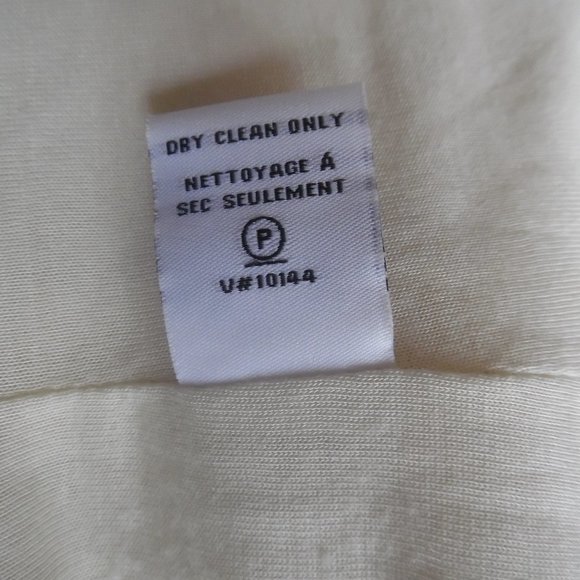 DRY CLEAN ONLY
NETTOYAGE Á
SEC SEULEMENT
P
V#10144